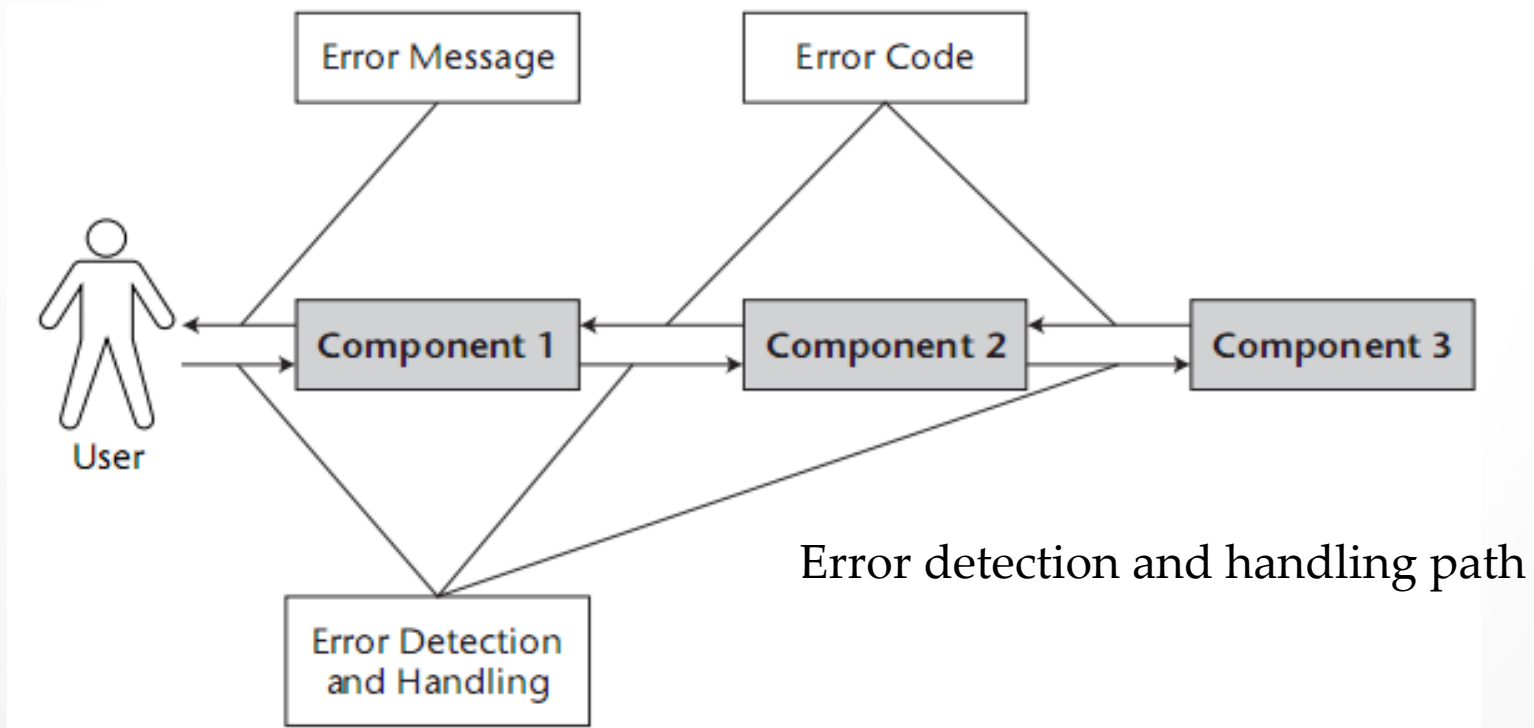 Error Message
Error Code
Component 1
Component 2
Component 3
User
Error detection and handling path
Error Detection
and Handling